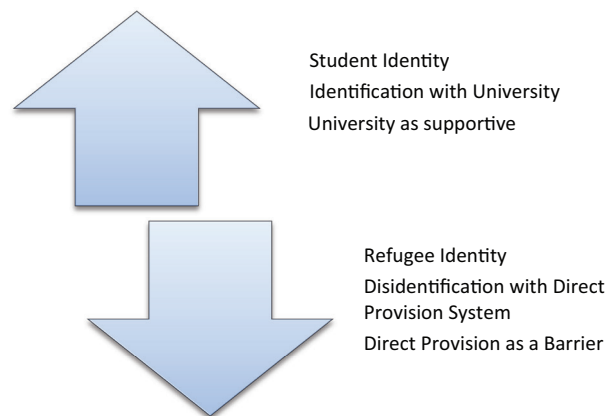 Student Identity
Identification with University
University as supportive
Refugee Identity
Disidentification with Direct
Provision System
Direct Provision as a Barrier